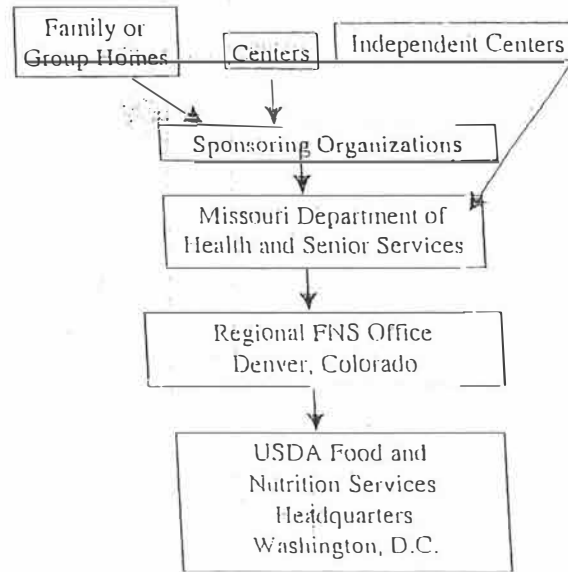 Family or
Group Homes
Centers
Independent Centers
Sponsoring Organizations
Missouri Department of
Health and Senior Services
Regional FNS Office
Denver, Colorado
USDA Food and
Nutrition Services
Headquarters
Washington, D.C.